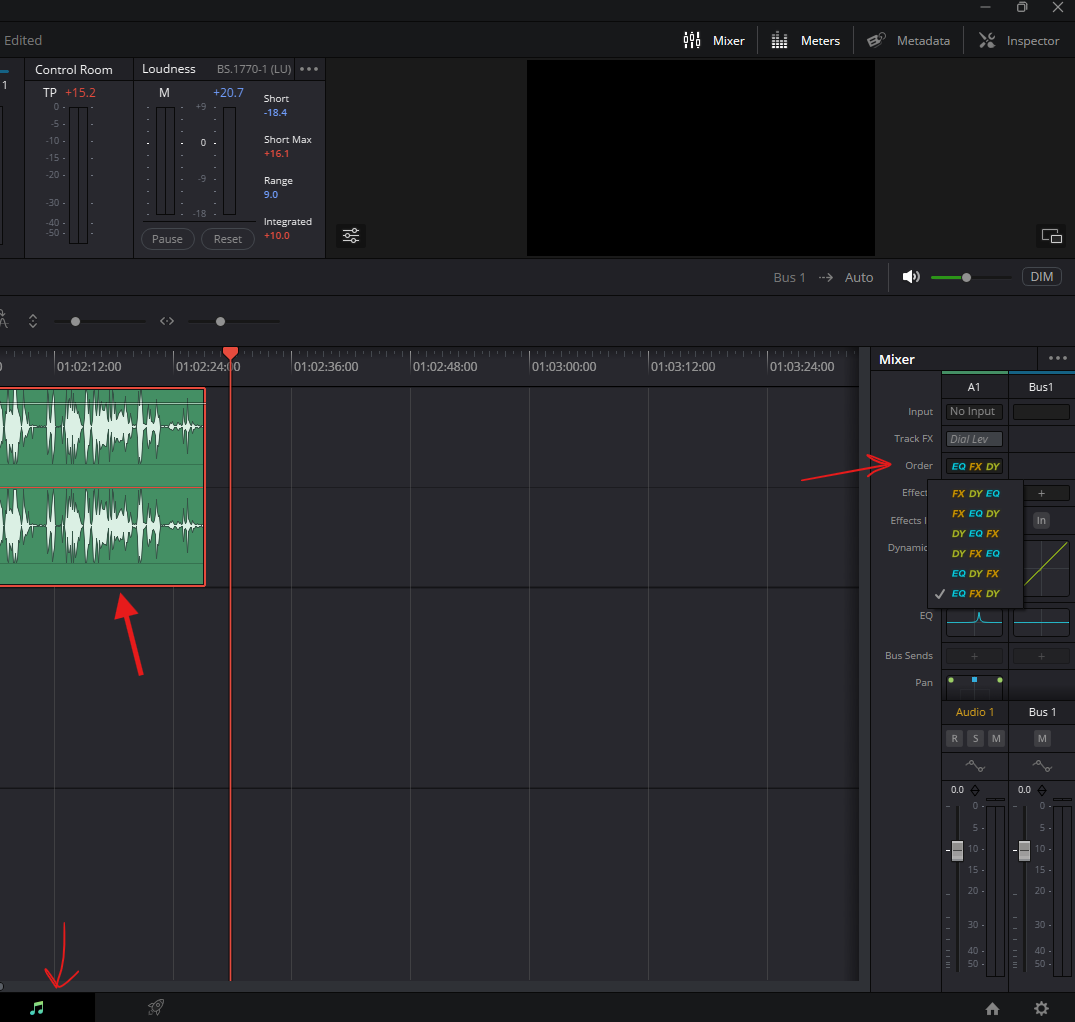 Edited
Mixer
Meters
Metadata
Inspector
1
Control Room
TP +15.2
0
-5
-10
-15
-20
-30
-40
-50
Loudness BS.1770-1 (LU)
M +20.7
+9
0
-9
-18
Short
-18.4
Short Max
+16.1
Range
9.0
Integrated
+10.0
Pause
Reset
Bus 1
Auto
DIM
01:02:12:00
01:02:24:00
01:02:36:00
01:02:48:00
01:03:00:00
01:03:12:00
01:03:24:00
Mixer
A1
Bus1
Input
No Input
Track FX
Dial Lev
Order
EQ FX DY
Effect
FX DY EQ
FX EQ DY
DY EQ FX
DY FX EQ
EQ DY FX
EQ FX DY
+
Effects I
In
Dynamic
EQ
Bus Sends
+
+
Pan
Audio 1
Bus 1
R S M
M
0.0
0.0
0
5
10
15
20
30
40
50
0
5
10
15
20
30
40
50